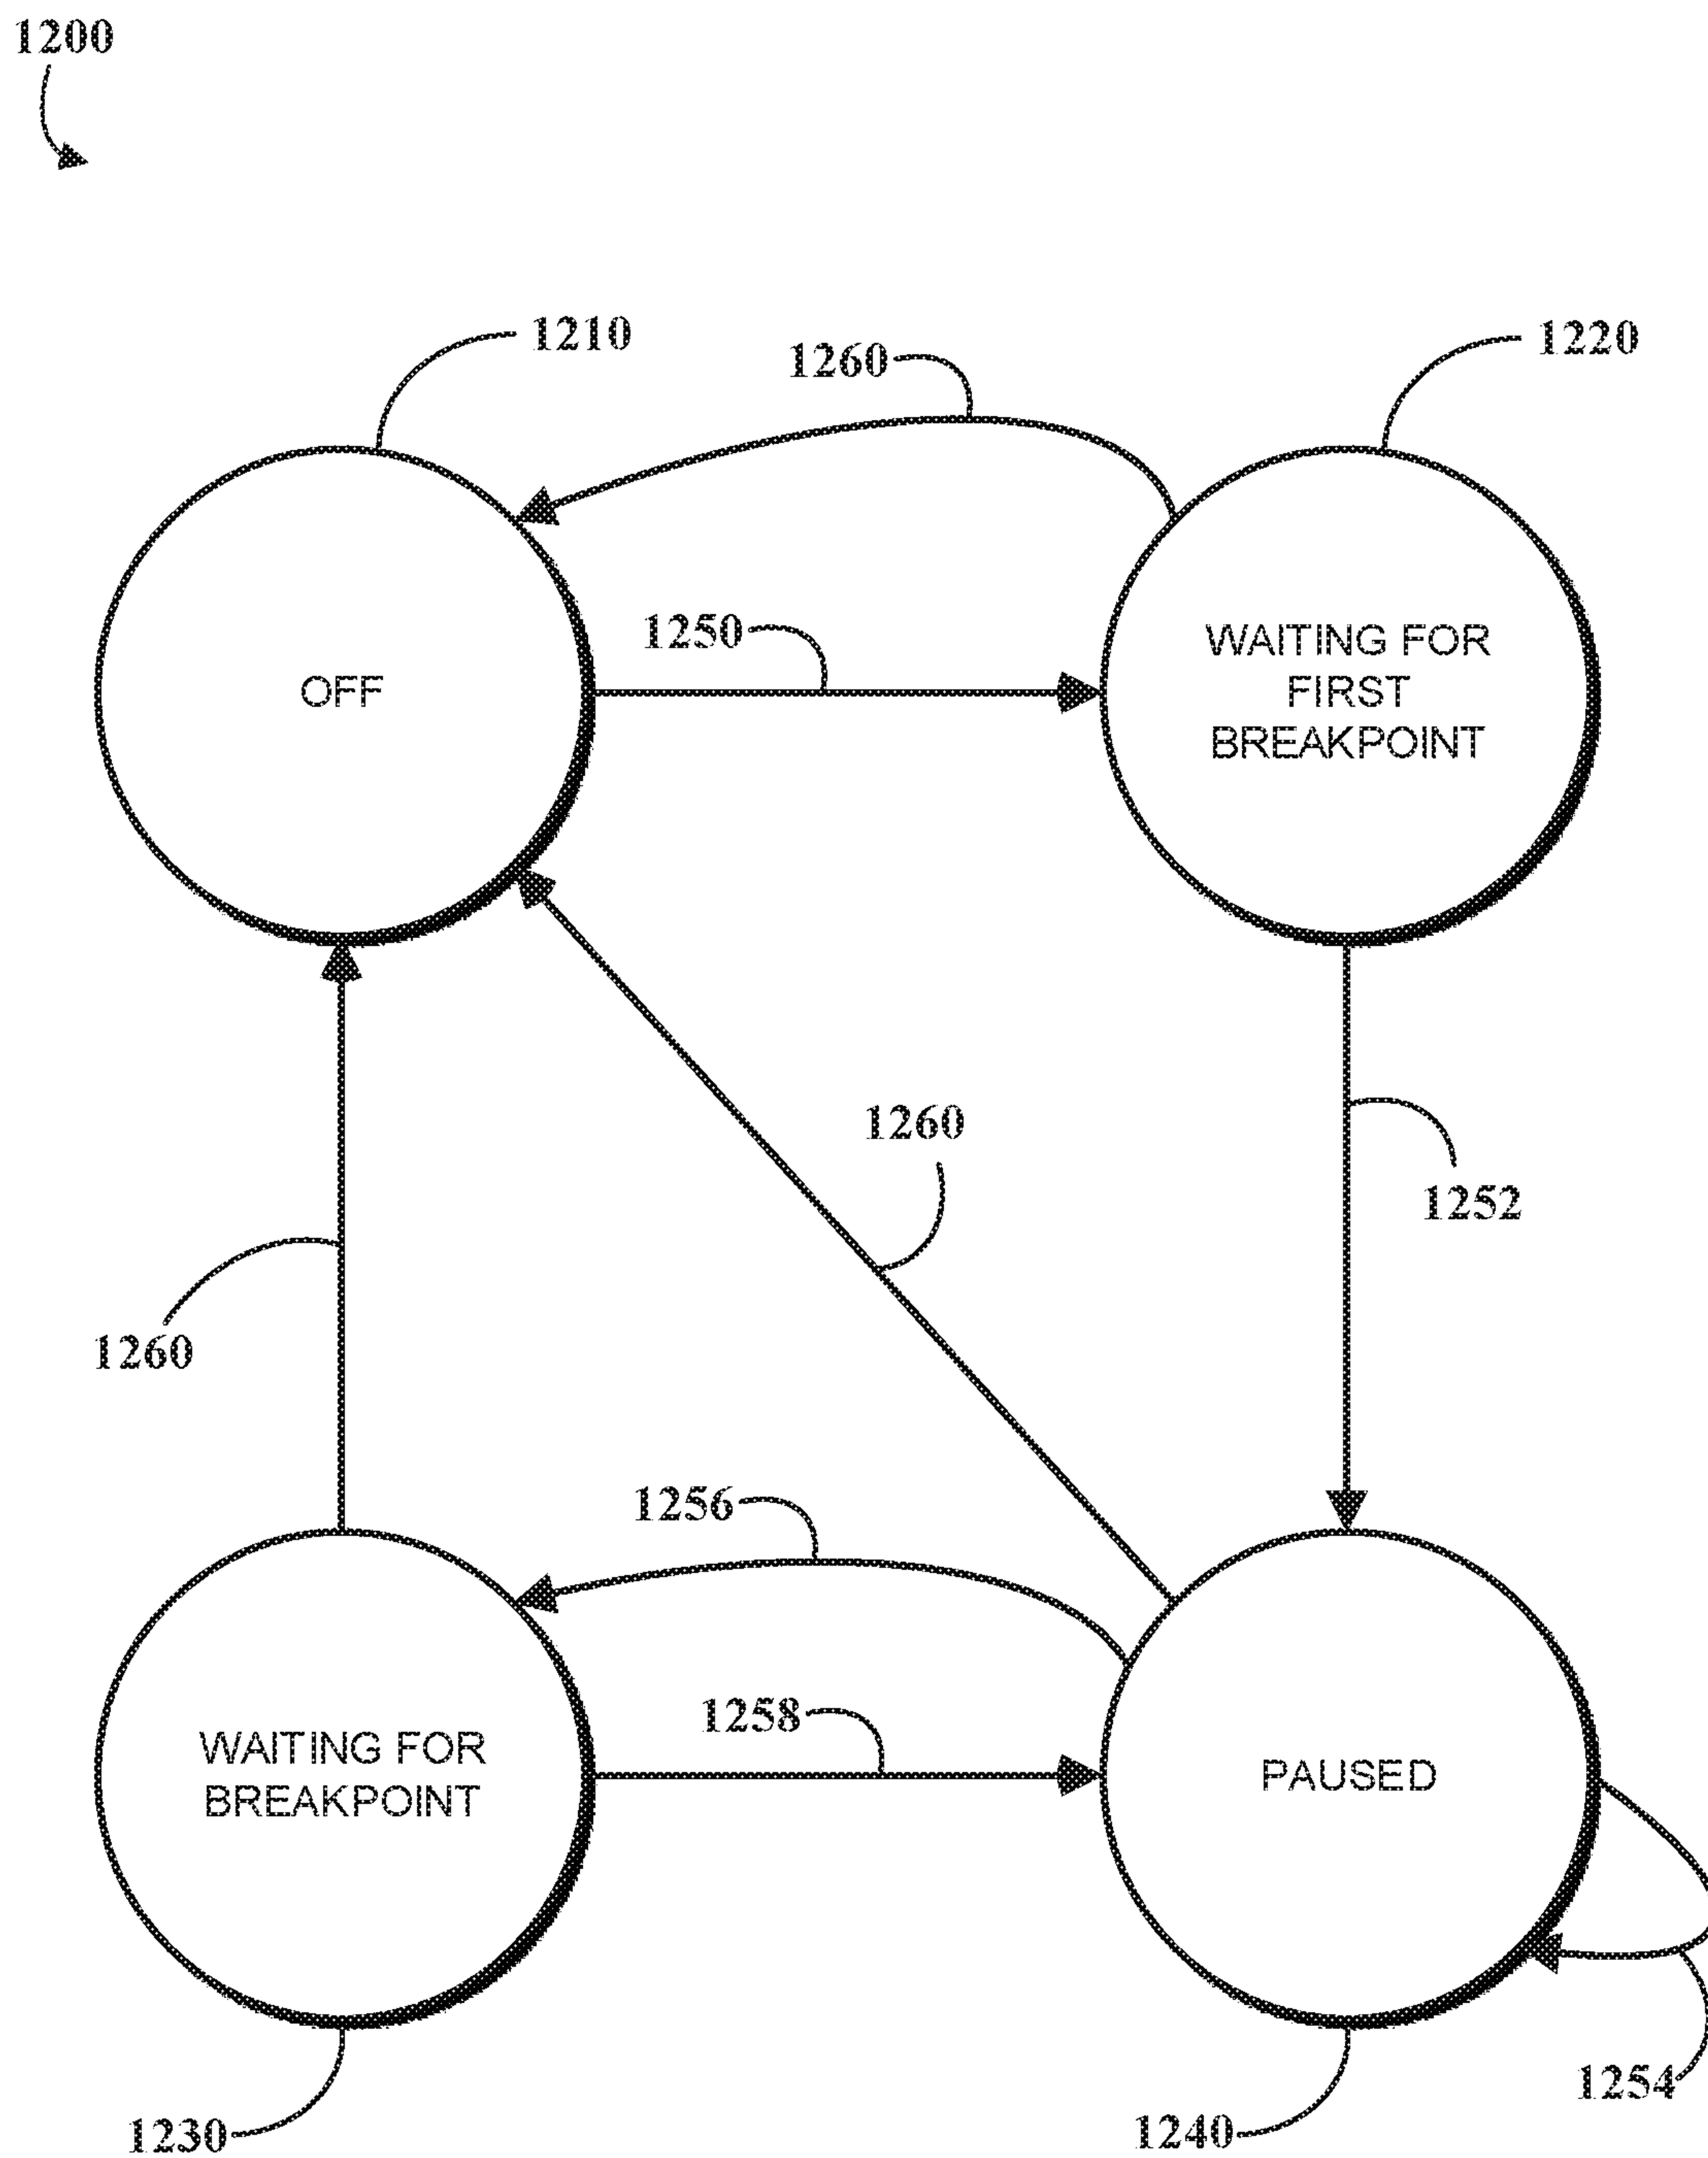 1200
1210
1260
1220
1250
OFF
WAITING FOR
FIRST
BREAKPOINT
1260
1252
1260
1256
1258
WAITING FOR
BREAKPOINT
PAUSED
1254
1230
1240